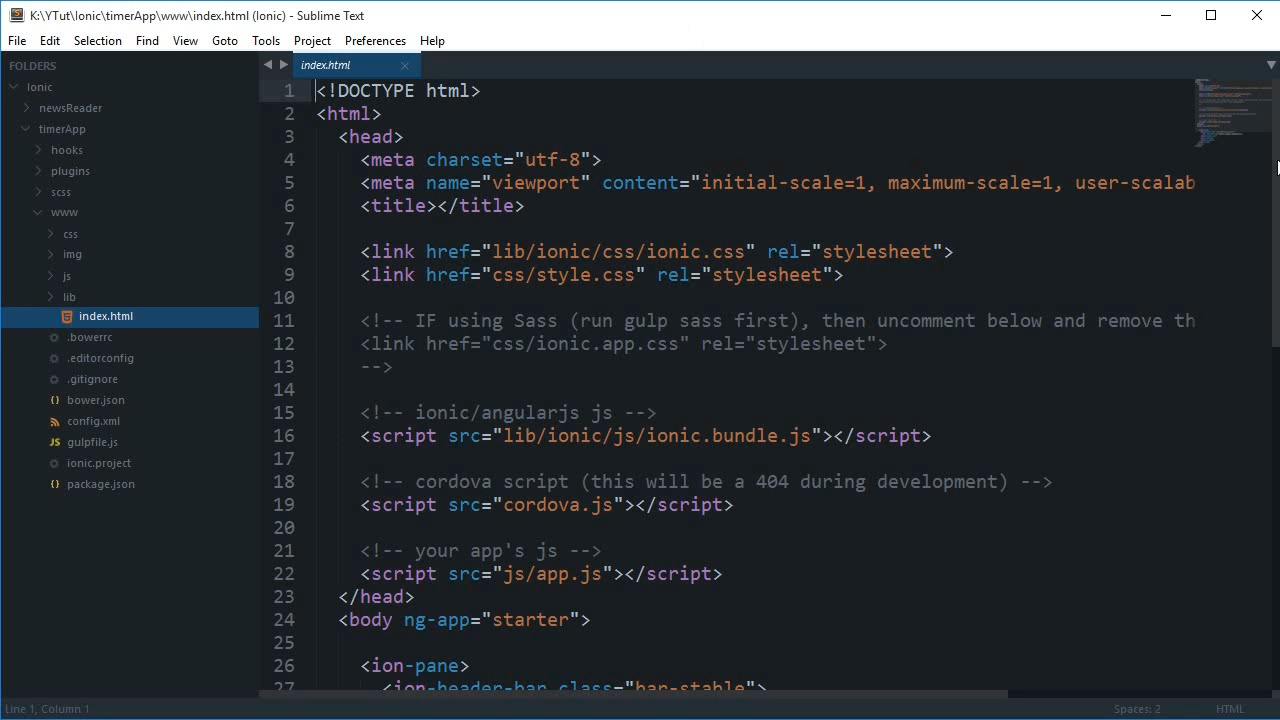 K:\YTut\Ionic\timerApp\www\index.html (Ionic) - Sublime Text
File Edit Selection Find View Goto Tools Project Preferences Help
FOLDERS
Ionic
newsReader
timerApp
hooks
plugins
scss
www
css
img
js
lib
index.html
.bowerrc
.editorconfig
.gitignore
bower.json
config.xml
JS gulpfile.js
ionic.project
package.json
index.html
1 <!DOCTYPE html>
2 <html>
3 <head>
4 <meta charset="utf-8">
5 <meta name="viewport" content="initial-scale=1, maximum-scale=1, user-scalab
6 <title></title>
7
8 <link href="lib/ionic/css/ionic.css" rel="stylesheet">
9 <link href="css/style.css" rel="stylesheet">
10
11 <!-- IF using Sass (run gulp sass first), then uncomment below and remove th
12 <link href="css/ionic.app.css" rel="stylesheet">
13 -->
14
15 <!-- ionic/angularjs js -->
16 <script src="lib/ionic/js/ionic.bundle.js"></script>
17
18 <!-- cordova script (this will be a 404 during development) -->
19 <script src="cordova.js"></script>
20
21 <!-- your app's js -->
22 <script src="js/app.js"></script>
23 </head>
24 <body ng-app="starter">
25
26 <ion-pane>
27 <ion-header-bar class="bar-stable">
Line 1, Column 1
Spaces: 2
HTML